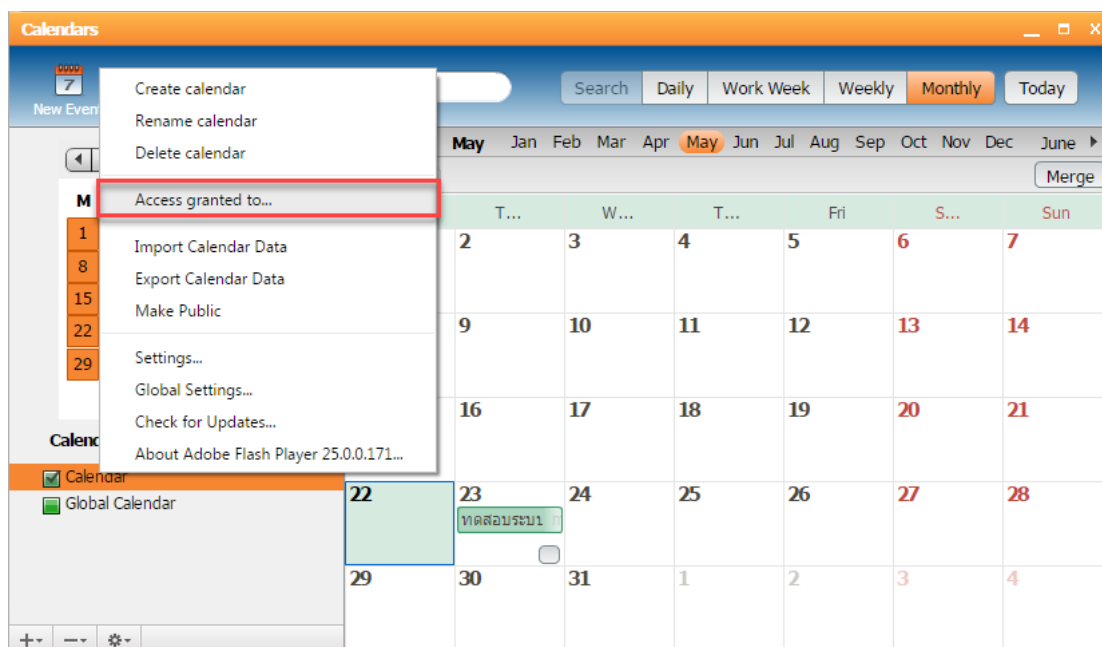 Calendars
7
New Even
Search Daily Work Week Weekly Monthly Today
May Jan Feb Mar Apr May Jun Jul Aug Sep Oct Nov Dec June
Merge
Create calendar
Rename calendar
Delete calendar
Access granted to...
Import Calendar Data
Export Calendar Data
Make Public
Settings...
Global Settings...
Check for Updates...
About Adobe Flash Player 25.0.0.171...
M
1
8
15
22
29
Calend
Calendar
Global Calendar
T... W... T... Fri S... Sun
2 3 4 5 6 7
9 10 11 12 13 14
16 17 18 19 20 21
22 23 24 25 26 27 28
ทดสอบระบบ
29 30 31 1 2 3 4